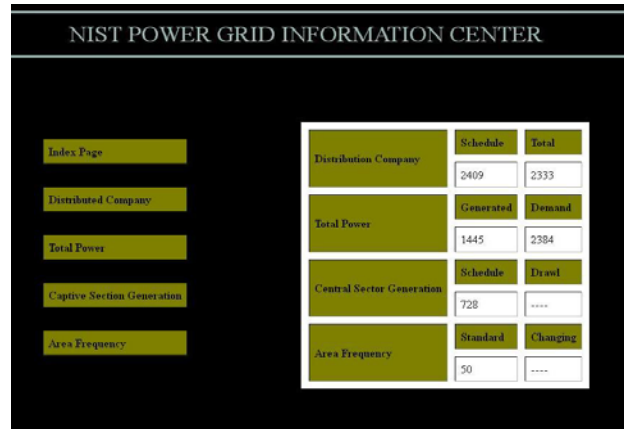 NIST POWER GRID INFORMATION CENTER
Index Page
Distributed Company
Total Power
Captive Section Generation
Area Frequency
Distribution Company
Schedule Total
2409 2333
Total Power
Generated Demand
1445 2384
Central Sector Generation
Schedule Drawl
728 ----
Area Frequency
Standard Changing
50 ----